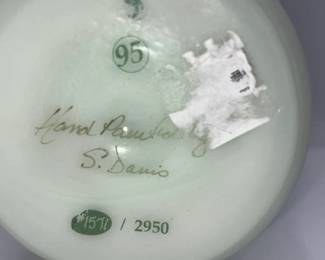 95
Hand Painted by
S. Davis
#1571 / 2950